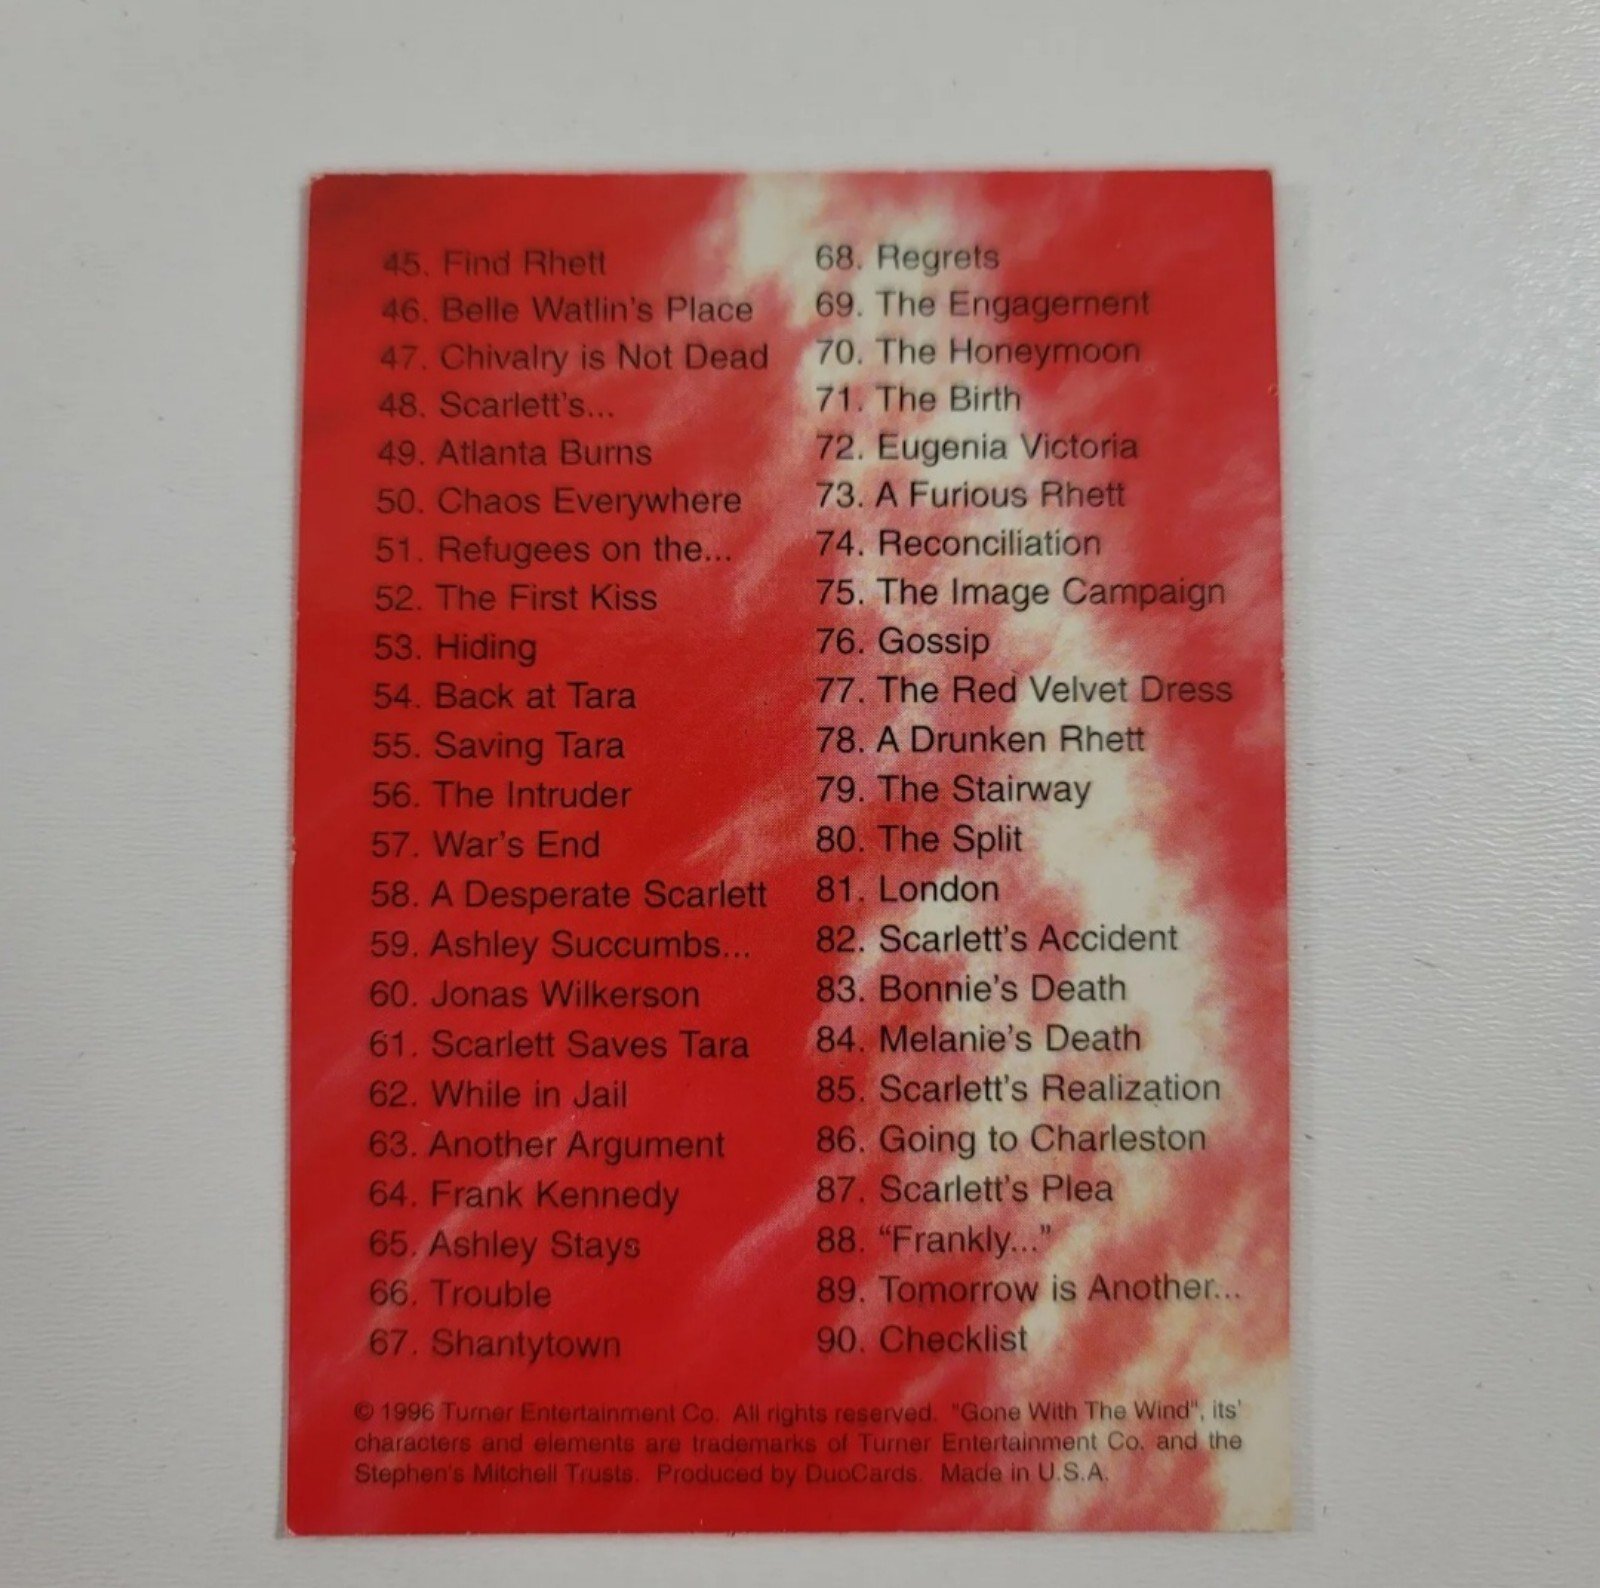 45. Find Rhett
46. Belle Watlin's Place
47. Chivalry is Not Dead
48. Scarlett's...
49. Atlanta Burns
50. Chaos Everywhere
51. Refugees on the...
52. The First Kiss
53. Hiding
54. Back at Tara
55. Saving Tara
56. The Intruder
57. War's End
58. A Desperate Scarlett
59. Ashley Succumbs...
60. Jonas Wilkerson
61. Scarlett Saves Tara
62. While in Jail
63. Another Argument
64. Frank Kennedy
65. Ashley Stays
66. Trouble
67. Shantytown
68. Regrets
69. The Engagement
70. The Honeymoon
71. The Birth
72. Eugenia Victoria
73. A Furious Rhett
74. Reconciliation
75. The Image Campaign
76. Gossip
77. The Red Velvet Dress
78. A Drunken Rhett
79. The Stairway
80. The Split
81. London
82. Scarlett's Accident
83. Bonnie's Death
84. Melanie's Death
85. Scarlett's Realization
86. Going to Charleston
87. Scarlett's Plea
88. “Frankly...”
89. Tomorrow is Another...
90. Checklist
© 1996 Turner Entertainment Co. All rights reserved. "Gone With The Wind", its'
characters and elements are trademarks of Turner Entertainment Co. and the
Stephen's Mitchell Trusts. Produced by DuoCards. Made in U.S.A.